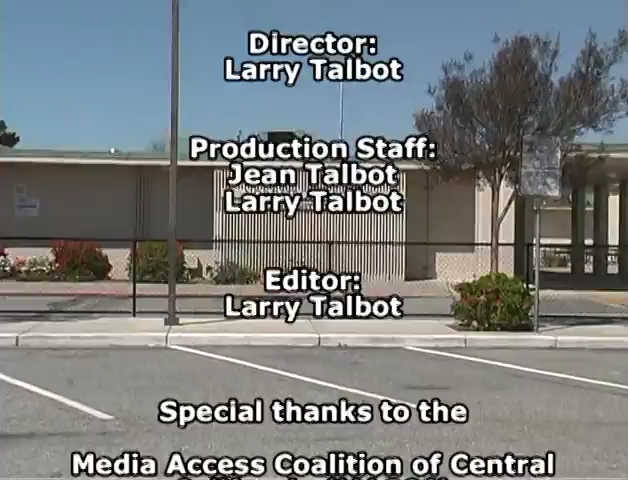 Director:
Larry Talbot
Production Staff:
Jean Talbot
Larry Talbot
Editor:
Larry Talbot
Special thanks to the
Media Access Coalition of Central